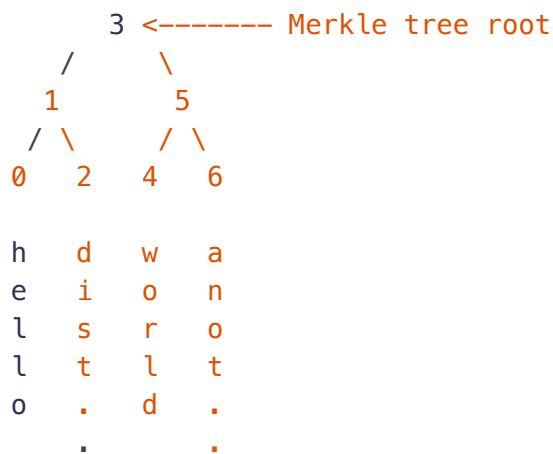 3 <------- Merkle tree root
        /       \
      1           5
     / \         / \
    0   2     4   6

    h   d   w   a
    e   i   o   n
    l   s   r   o
    l   t   l   t
    o   .   d   .
        .       .